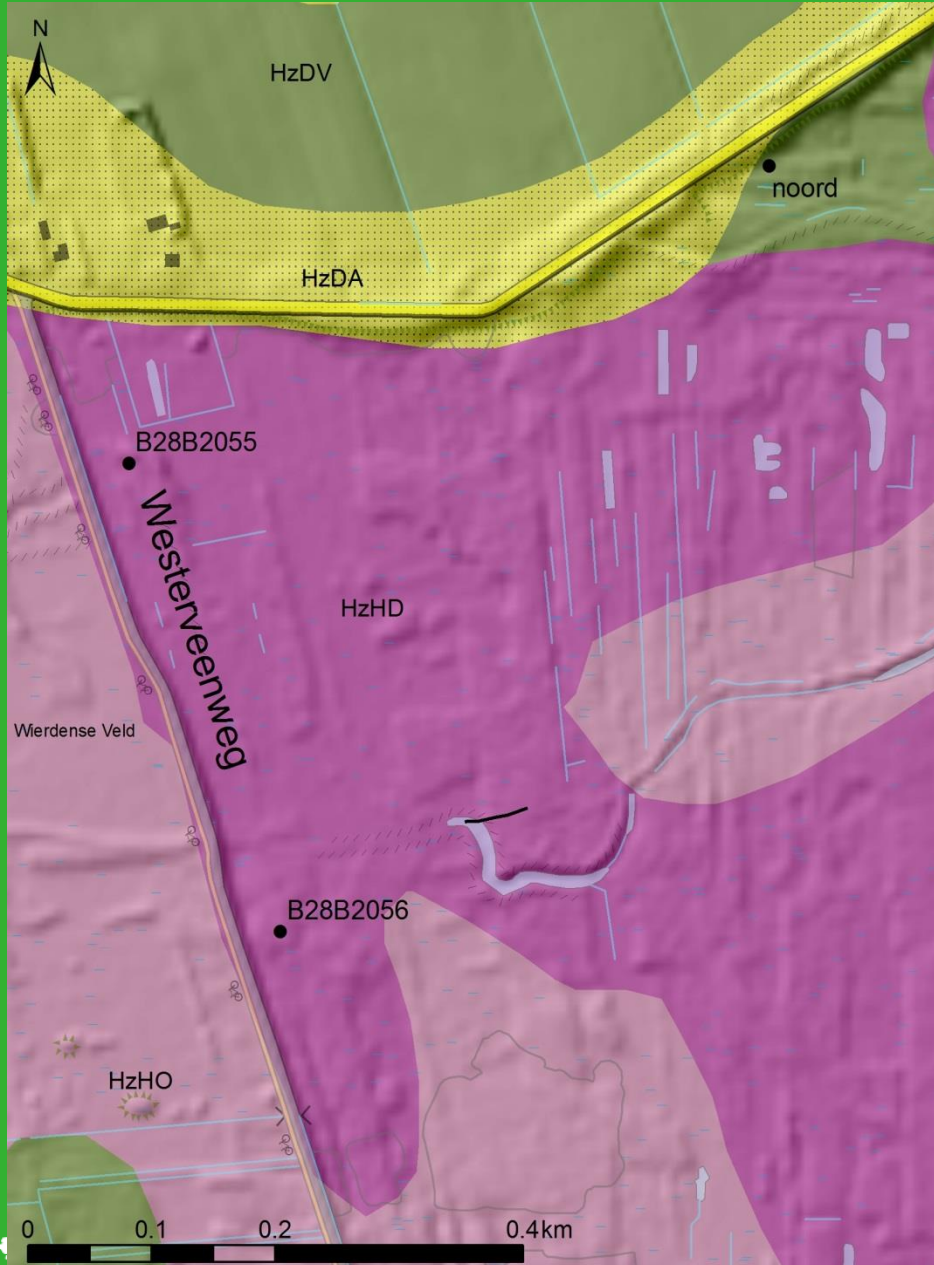 N
HzDV
noord
HzDA
B28B2055
Westerveenweg
HzHD
Wierdense Veld
B28B2056
HzHO
0 0.1 0.2 0.4km